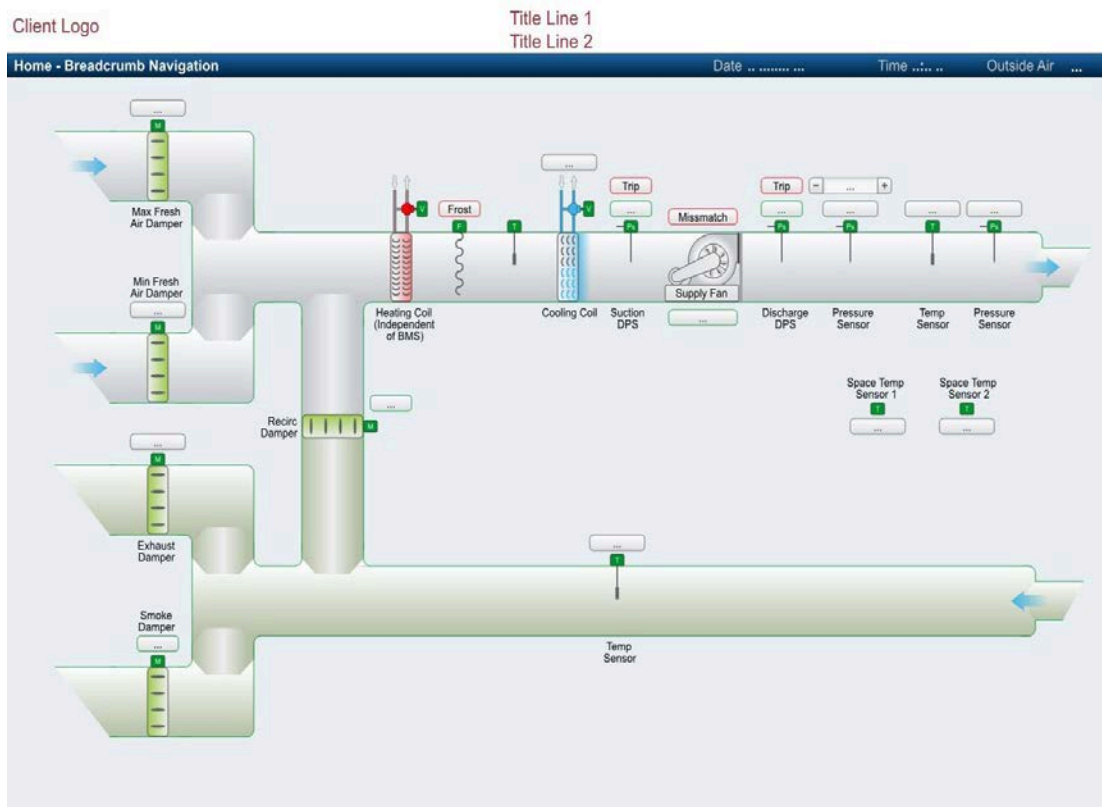 Client Logo
Title Line 1
Title Line 2
Home - Breadcrumb Navigation
Date .. ........ ...
Time ..:.. ..
Outside Air ...
...
M
Max Fresh
Air Damper
Min Fresh
Air Damper
...
M
V
Heating Coil
(Independent
of BMS)
Frost
F
T
...
V
Cooling Coil
Trip
...
Ps
Suction
DPS
Missmatch
Supply Fan
...
Trip
...
Ps
Discharge
DPS
− ... +
...
Ps
Pressure
Sensor
...
T
Temp
Sensor
...
Ps
Pressure
Sensor
Space Temp
Sensor 1
T
...
Space Temp
Sensor 2
T
...
Recirc
Damper
...
M
...
M
Exhaust
Damper
Smoke
Damper
...
M
...
T
Temp
Sensor